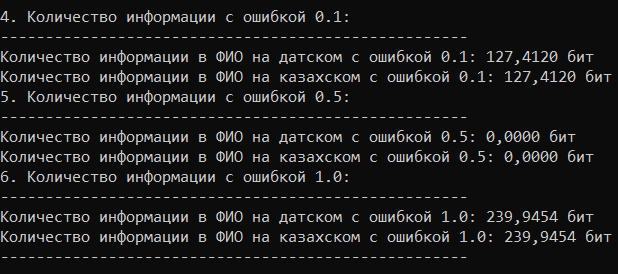 4. Количество информации с ошибкой 0.1:
----------------------------------------------------
Количество информации в ФИО на датском с ошибкой 0.1: 127,4120 бит
Количество информации в ФИО на казахском с ошибкой 0.1: 127,4120 бит
5. Количество информации с ошибкой 0.5:
----------------------------------------------------
Количество информации в ФИО на датском с ошибкой 0.5: 0,0000 бит
Количество информации в ФИО на казахском с ошибкой 0.5: 0,0000 бит
6. Количество информации с ошибкой 1.0:
----------------------------------------------------
Количество информации в ФИО на датском с ошибкой 1.0: 239,9454 бит
Количество информации в ФИО на казахском с ошибкой 1.0: 239,9454 бит
----------------------------------------------------